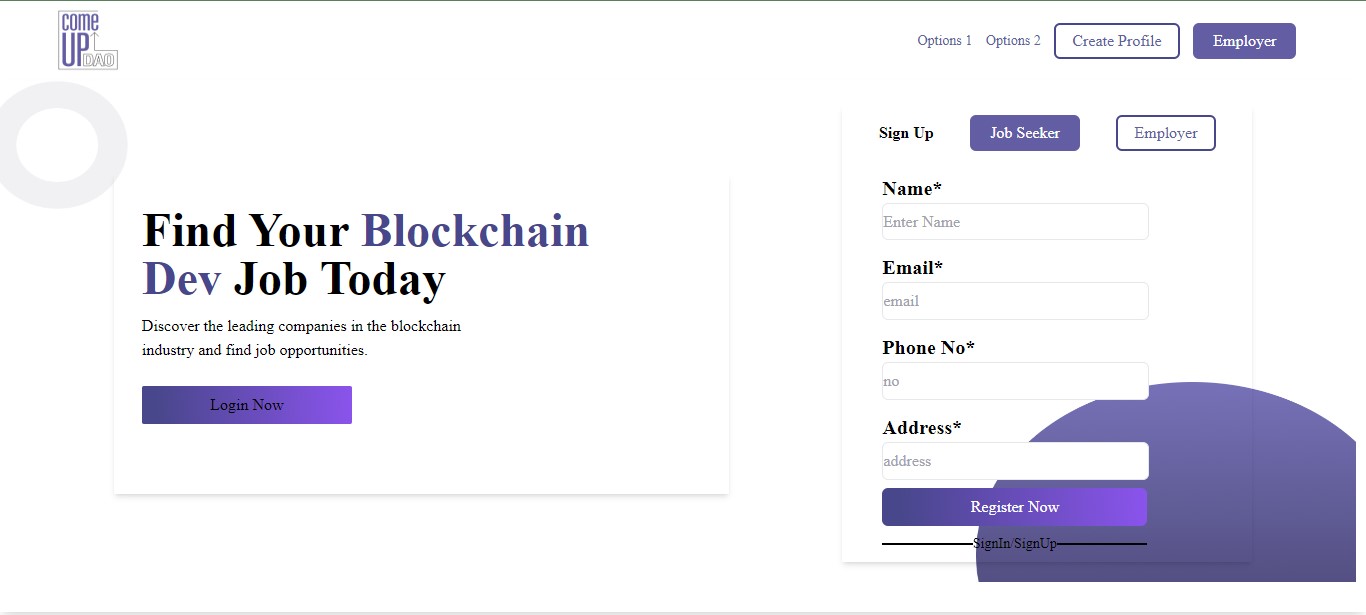 COME
UP
DAO
Options 1 Options 2 Create Profile Employer
Sign Up Job Seeker Employer
Find Your Blockchain
Dev Job Today
Discover the leading companies in the blockchain
industry and find job opportunities.
Login Now
Name*
Enter Name
Email*
email
Phone No*
no
Address*
address
Register Now
SignIn/SignUp